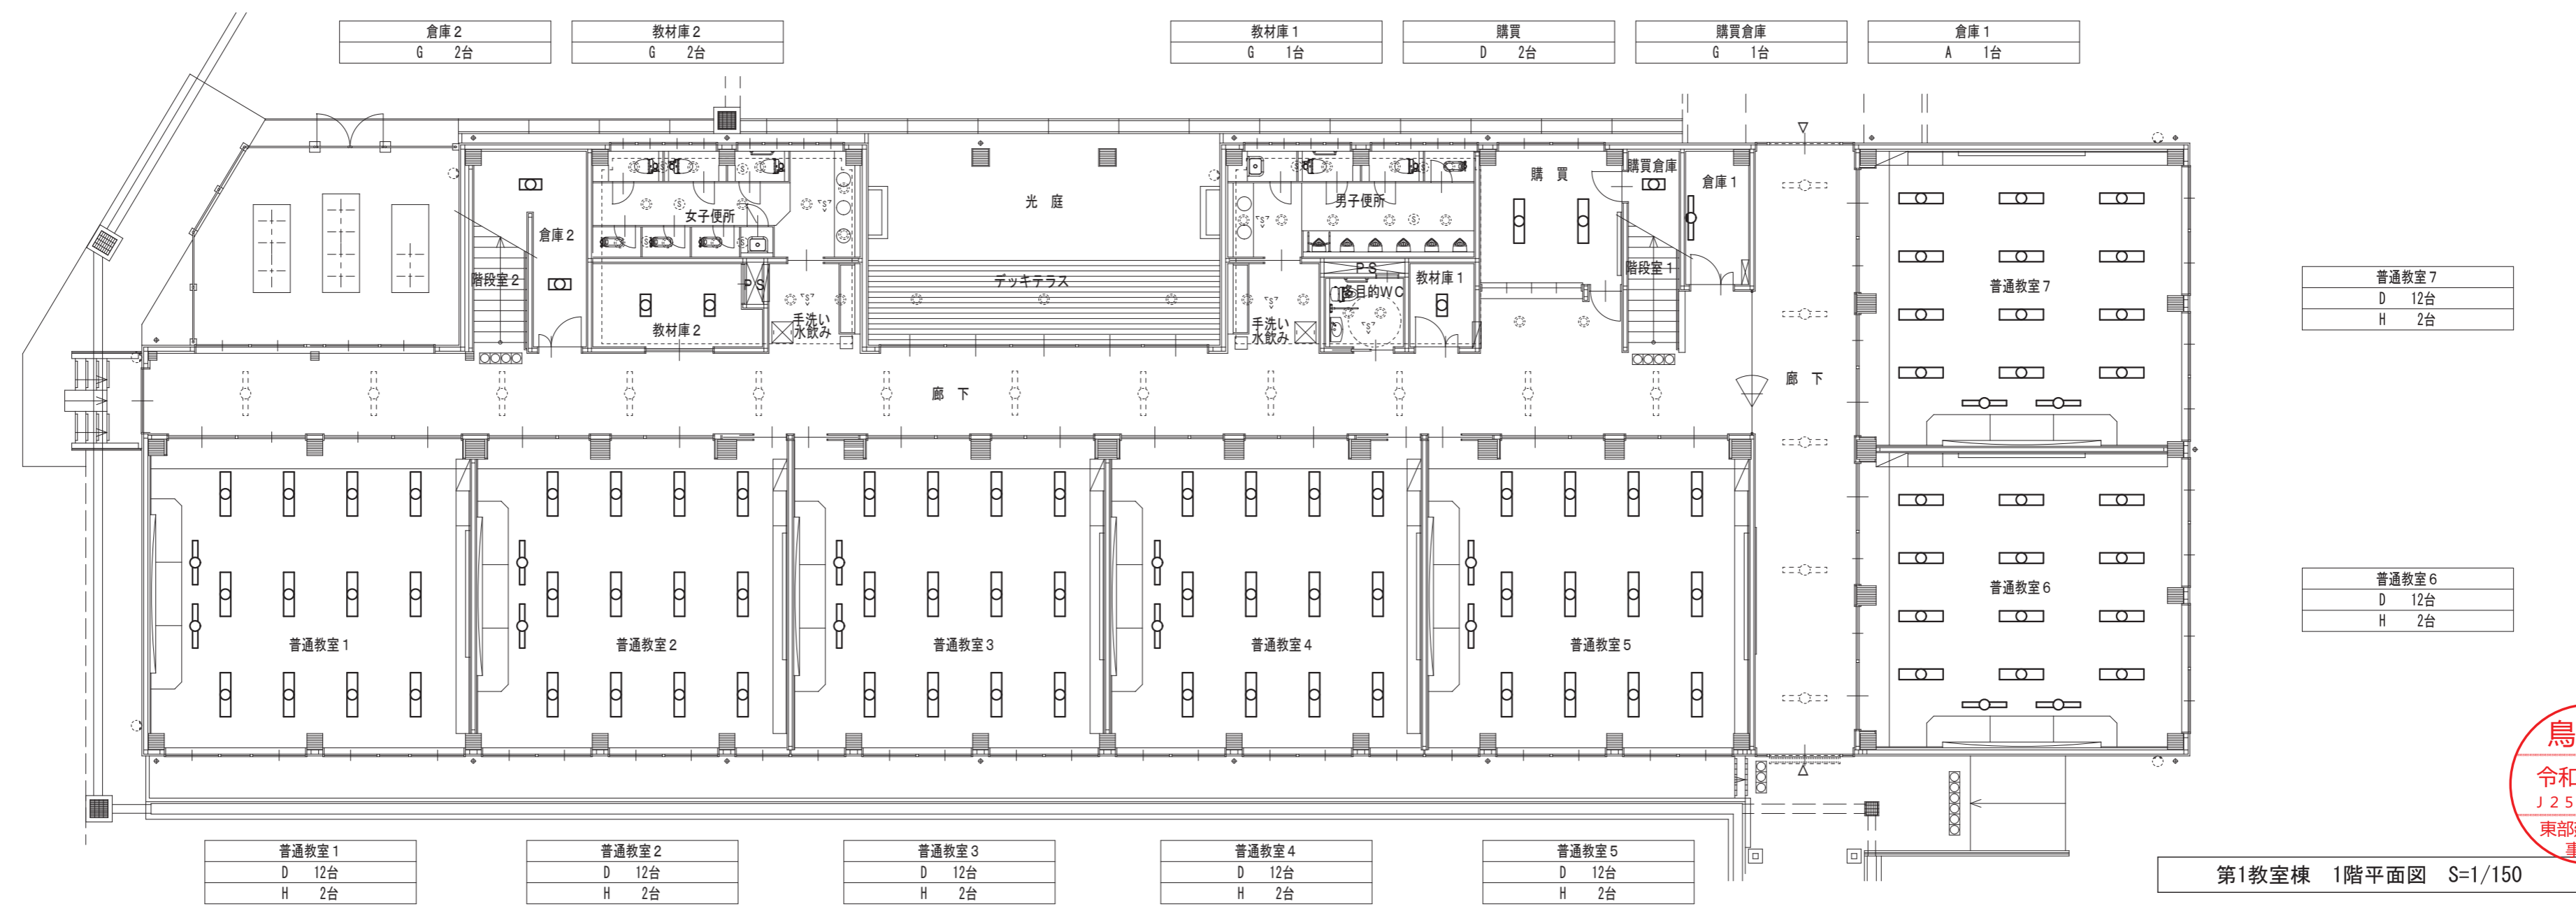 倉庫2
G 2台
教材庫2
G 2台
教材庫1
G 1台
購買
D 2台
購買倉庫
G 1台
倉庫1
A 1台
購 買
購買倉庫
倉庫1
光 庭
女子便所
男子便所
倉庫2
階段室2
デッキテラス
PS
PS
階段室1
教材庫1
多目的WC
教材庫2
手洗い
水飲み
手洗い
水飲み
廊 下
廊 下
普通教室7
普通教室7
D 12台
H 2台
普通教室6
普通教室6
D 12台
H 2台
普通教室1
普通教室2
普通教室3
普通教室4
普通教室5
普通教室1
D 12台
H 2台
普通教室2
D 12台
H 2台
普通教室3
D 12台
H 2台
普通教室4
D 12台
H 2台
普通教室5
D 12台
H 2台
鳥
令和
J25
東部
第1教室棟 1階平面図 S=1/150